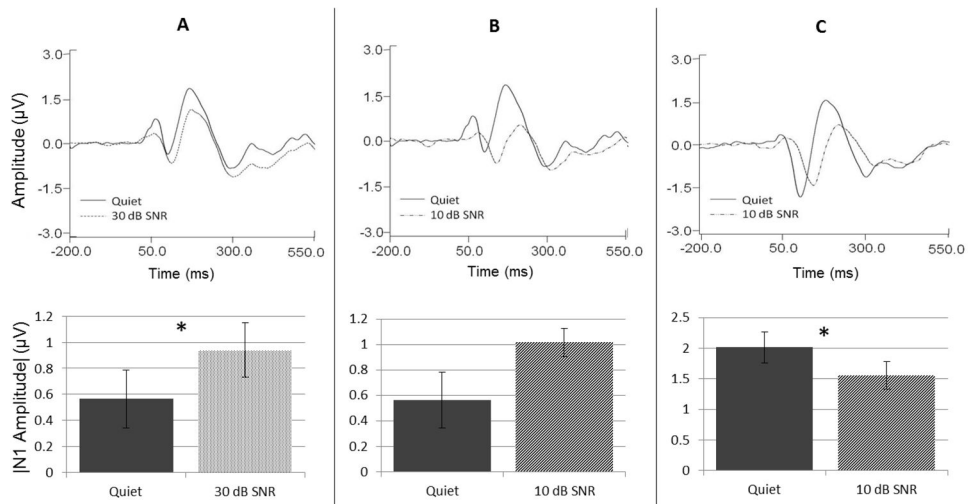 A
3.0
1.5
0.0
-1.5
-3.0
Amplitude (µV)
Quiet
30 dB SNR
-200.0 50.0 300.0 550.0
Time (ms)
B
3.0
1.5
0.0
-1.5
-3.0
Quiet
10 dB SNR
-200.0 50.0 300.0 550.0
Time (ms)
C
3.0
1.5
0.0
-1.5
-3.0
Quiet
10 dB SNR
-200.0 50.0 300.0 550.0
Time (ms)
|N1 Amplitude| (µV)
1.2
1
0.8
0.6
0.4
0.2
0
*
Quiet 30 dB SNR
1.2
1
0.8
0.6
0.4
0.2
0
Quiet 10 dB SNR
2.5
2
1.5
1
0.5
0
*
Quiet 10 dB SNR